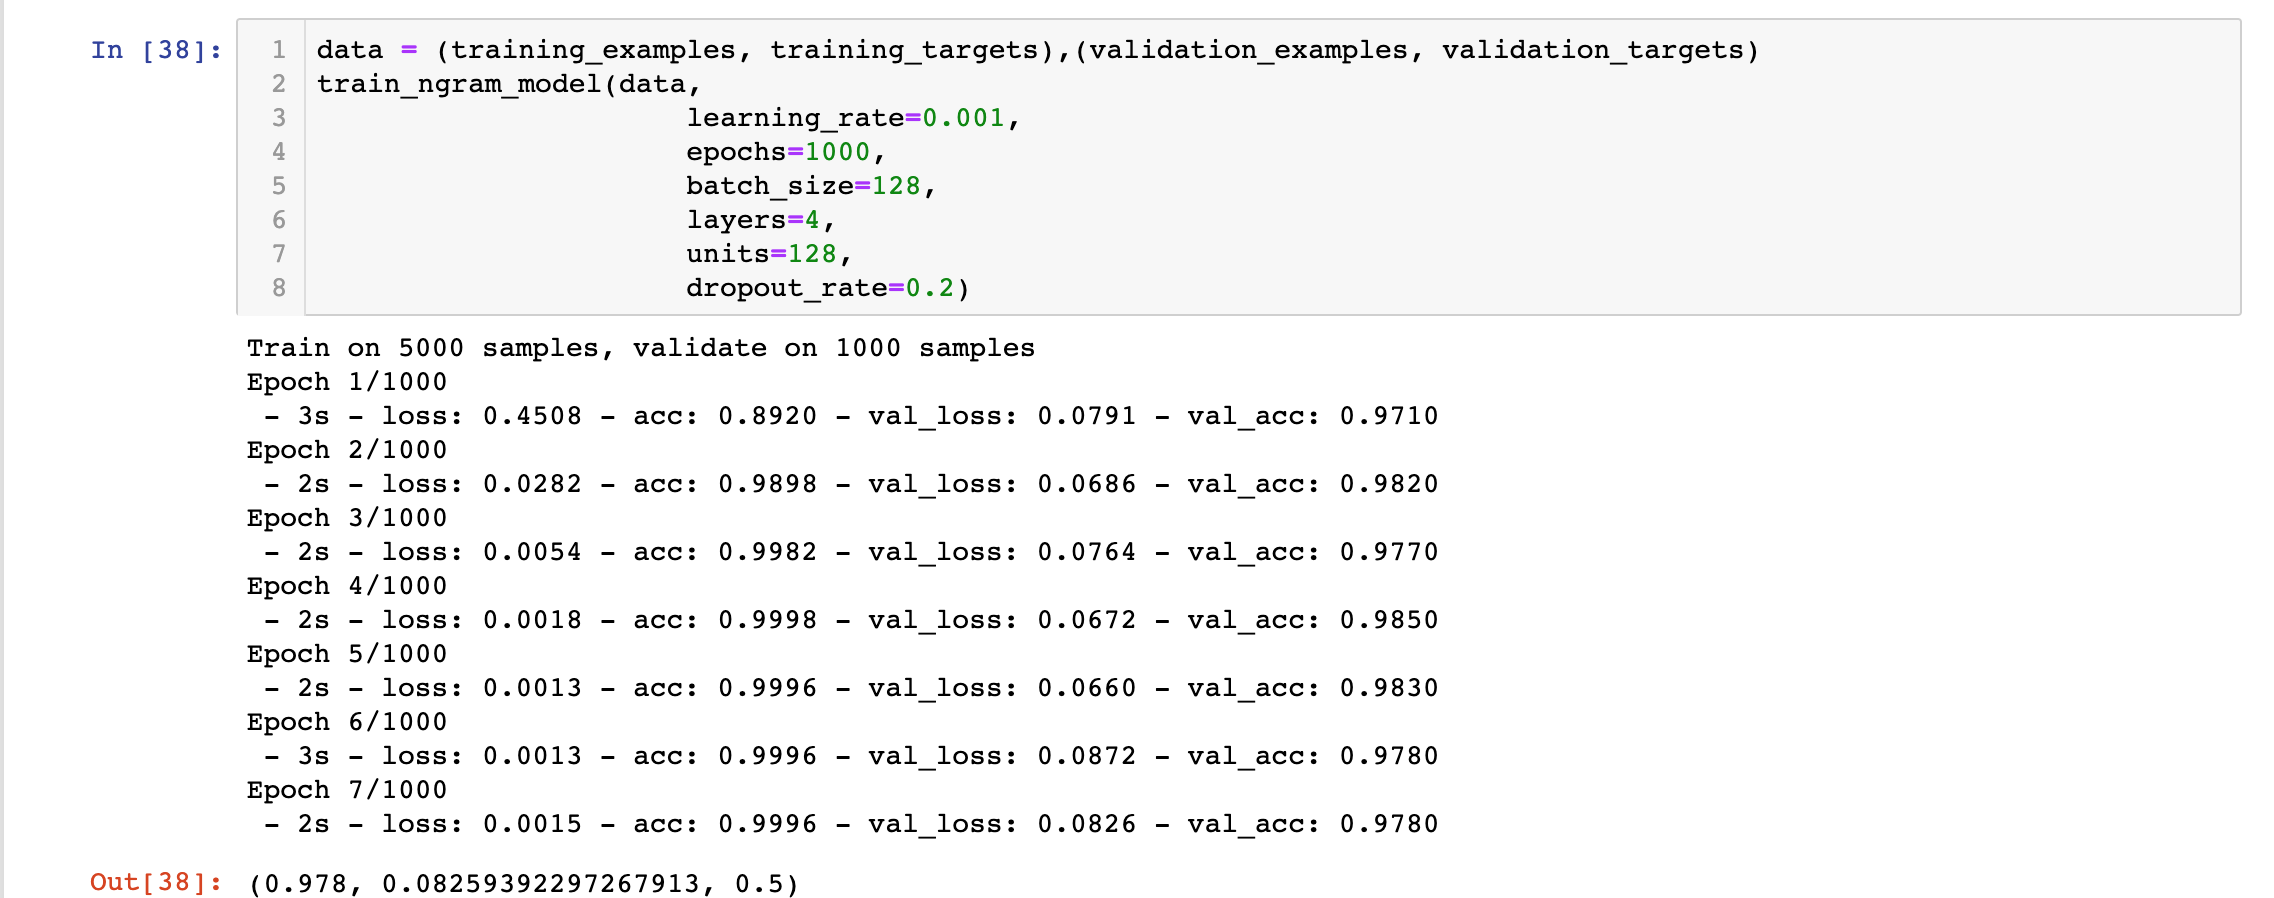 In [38]:
1 data = (training_examples, training_targets),(validation_examples, validation_targets)
2 train_ngram_model(data,
3 learning_rate=0.001,
4 epochs=1000,
5 batch_size=128,
6 layers=4,
7 units=128,
8 dropout_rate=0.2)
Train on 5000 samples, validate on 1000 samples
Epoch 1/1000
 - 3s - loss: 0.4508 - acc: 0.8920 - val_loss: 0.0791 - val_acc: 0.9710
Epoch 2/1000
 - 2s - loss: 0.0282 - acc: 0.9898 - val_loss: 0.0686 - val_acc: 0.9820
Epoch 3/1000
 - 2s - loss: 0.0054 - acc: 0.9982 - val_loss: 0.0764 - val_acc: 0.9770
Epoch 4/1000
 - 2s - loss: 0.0018 - acc: 0.9998 - val_loss: 0.0672 - val_acc: 0.9850
Epoch 5/1000
 - 2s - loss: 0.0013 - acc: 0.9996 - val_loss: 0.0660 - val_acc: 0.9830
Epoch 6/1000
 - 3s - loss: 0.0013 - acc: 0.9996 - val_loss: 0.0872 - val_acc: 0.9780
Epoch 7/1000
 - 2s - loss: 0.0015 - acc: 0.9996 - val_loss: 0.0826 - val_acc: 0.9780
Out[38]: (0.978, 0.08259392297267913, 0.5)